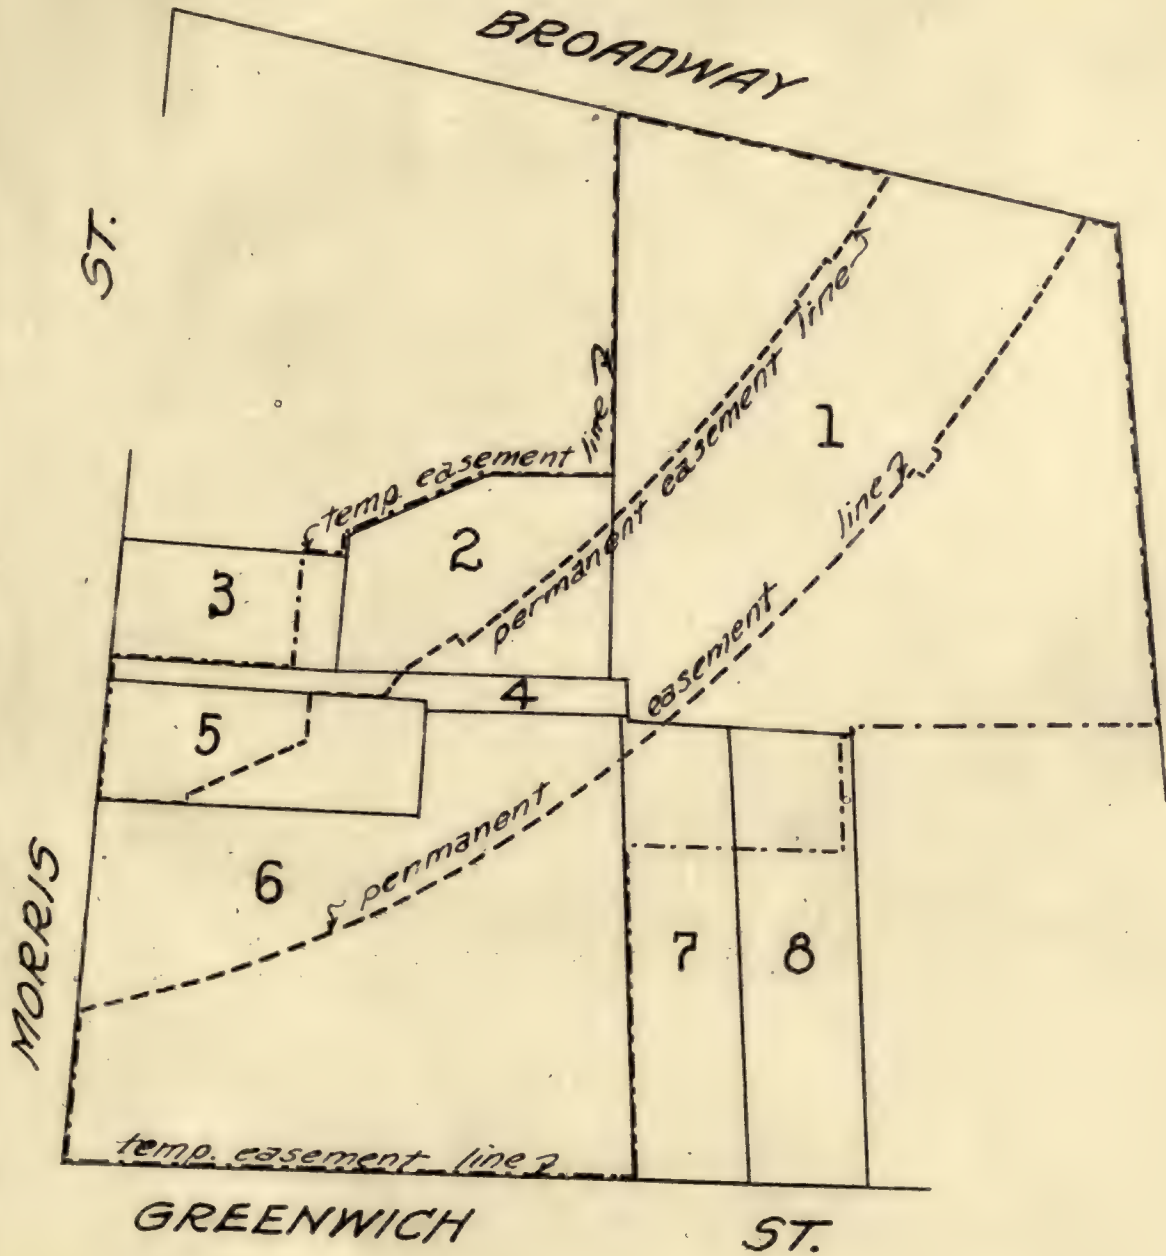 BROADWAY
ST.
temp. easement line
permanent easement line
1
2
3
4
5
permanent easement line
6
7
8
MORRIS
temp. easement line
GREENWICH ST.